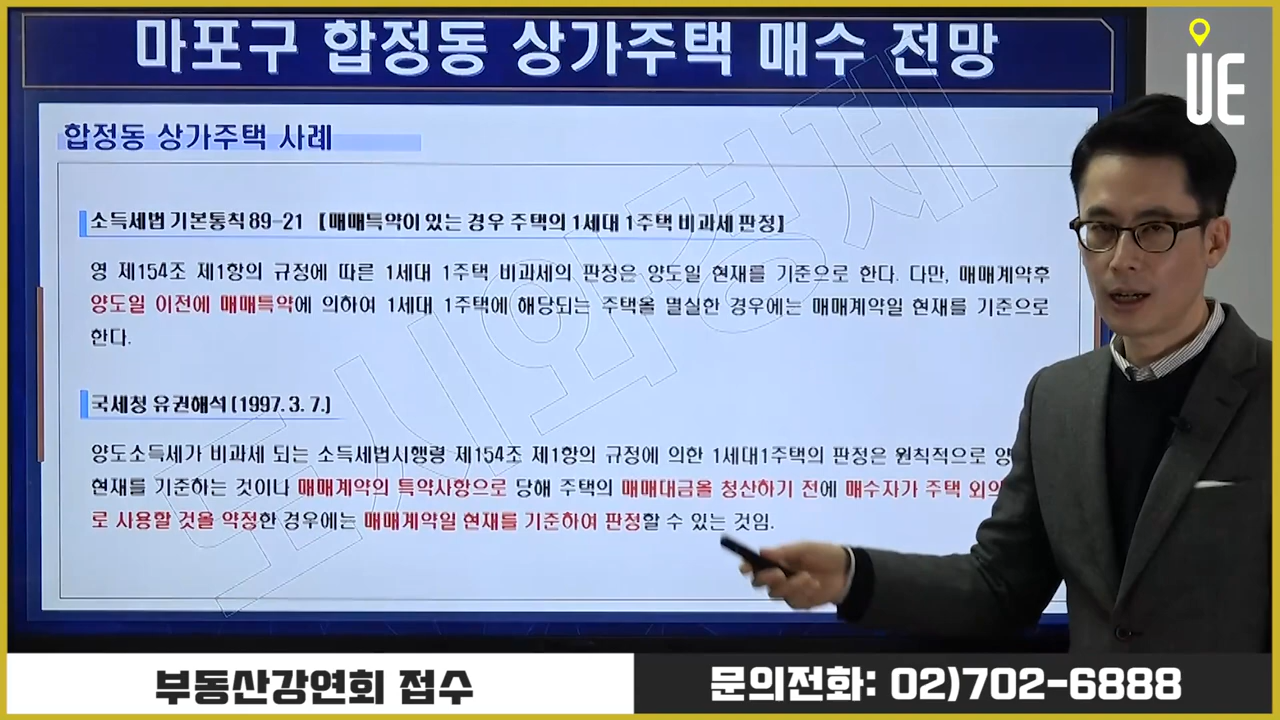 마포구 합정동 상가주택 매수 전망
UE
합정동 상가주택 사례
소득세법 기본통칙 89-21 【매매특약이 있는 경우 주택의 1세대 1주택 비과세 판정】
영 제154조 제1항의 규정에 따른 1세대 1주택 비과세의 판정은 양도일 현재를 기준으로 한다. 다만, 매매계약후
양도일 이전에 매매특약에 의하여 1세대 1주택에 해당되는 주택을 멸실한 경우에는 매매계약일 현재를 기준으로
한다.
국세청 유권해석 (1997. 3. 7.)
양도소득세가 비과세 되는 소득세법시행령 제154조 제1항의 규정에 의한 1세대1주택의 판정은 원칙적으로
현재를 기준하는 것이나 매매계약의 특약사항으로 당해 주택의 매매대금을 청산하기 전에 매수자가 주택 외의
로 사용할 것을 약정한 경우에는 매매계약일 현재를 기준하여 판정할 수 있는 것임.
도시와경제
부동산강연회 접수
문의전화: 02)702-6888